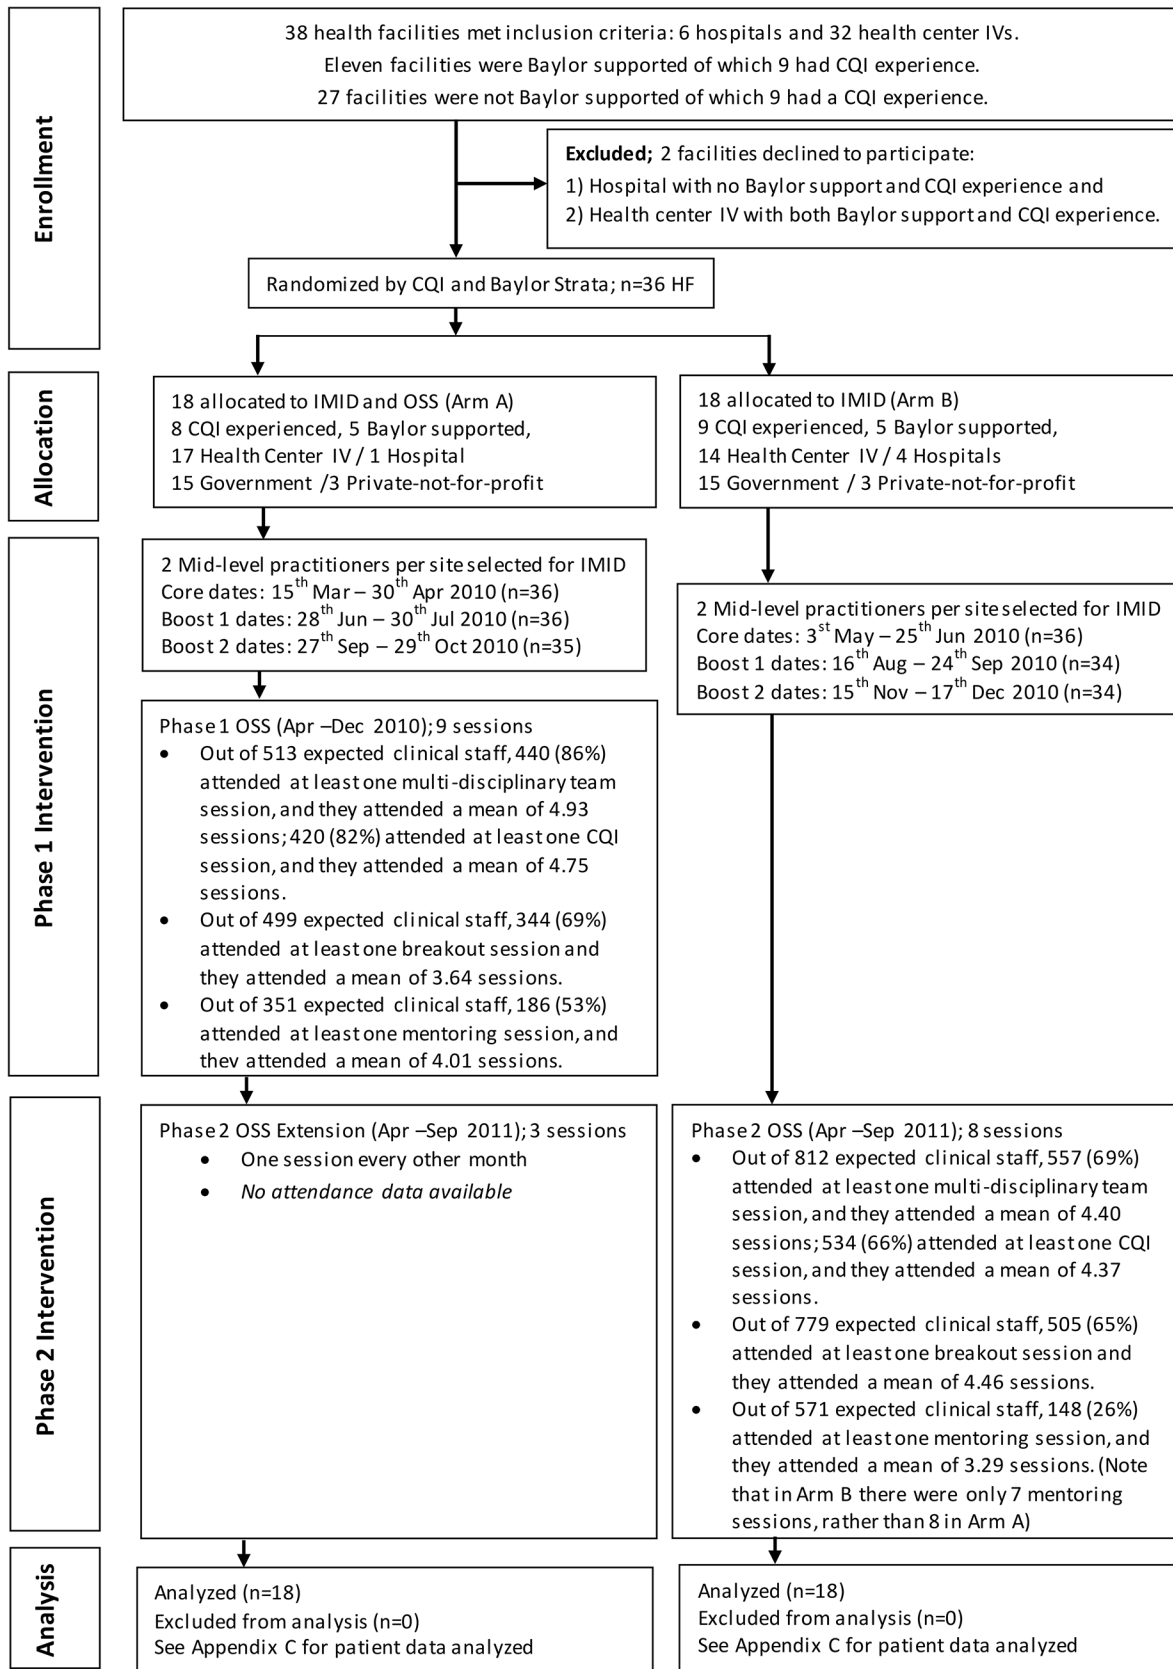 Enrollment
38 health facilities met inclusion criteria: 6 hospitals and 32 health center IVs.
Eleven facilities were Baylor supported of which 9 had CQI experience.
27 facilities were not Baylor supported of which 9 had a CQI experience.
Excluded; 2 facilities declined to participate:
1) Hospital with no Baylor support and CQI experience and
2) Health center IV with both Baylor support and CQI experience.
Randomized by CQI and Baylor Strata; n=36 HF
Allocation
18 allocated to IMID and OSS (Arm A)
8 CQI experienced, 5 Baylor supported,
17 Health Center IV / 1 Hospital
15 Government /3 Private-not-for-profit
18 allocated to IMID (Arm B)
9 CQI experienced, 5 Baylor supported,
14 Health Center IV / 4 Hospitals
15 Government / 3 Private-not-for-profit
Phase 1 Intervention
2 Mid-level practitioners per site selected for IMID
Core dates: 15th Mar – 30th Apr 2010 (n=36)
Boost 1 dates: 28th Jun – 30th Jul 2010 (n=36)
Boost 2 dates: 27th Sep – 29th Oct 2010 (n=35)
2 Mid-level practitioners per site selected for IMID
Core dates: 3st May – 25th Jun 2010 (n=36)
Boost 1 dates: 16th Aug – 24th Sep 2010 (n=34)
Boost 2 dates: 15th Nov – 17th Dec 2010 (n=34)
Phase 1 OSS (Apr –Dec 2010); 9 sessions
• Out of 513 expected clinical staff, 440 (86%)
attended at least one multi-disciplinary team
session, and they attended a mean of 4.93
sessions; 420 (82%) attended at least one CQI
session, and they attended a mean of 4.75
sessions.
• Out of 499 expected clinical staff, 344 (69%)
attended at least one breakout session and
they attended a mean of 3.64 sessions.
• Out of 351 expected clinical staff, 186 (53%)
attended at least one mentoring session, and
they attended a mean of 4.01 sessions.
Phase 2 Intervention
Phase 2 OSS Extension (Apr –Sep 2011); 3 sessions
• One session every other month
• No attendance data available
Phase 2 OSS (Apr –Sep 2011); 8 sessions
• Out of 812 expected clinical staff, 557 (69%)
attended at least one multi-disciplinary team
session, and they attended a mean of 4.40
sessions; 534 (66%) attended at least one CQI
session, and they attended a mean of 4.37
sessions.
• Out of 779 expected clinical staff, 505 (65%)
attended at least one breakout session and
they attended a mean of 4.46 sessions.
• Out of 571 expected clinical staff, 148 (26%)
attended at least one mentoring session, and
they attended a mean of 3.29 sessions. (Note
that in Arm B there were only 7 mentoring
sessions, rather than 8 in Arm A)
Analysis
Analyzed (n=18)
Excluded from analysis (n=0)
See Appendix C for patient data analyzed
Analyzed (n=18)
Excluded from analysis (n=0)
See Appendix C for patient data analyzed